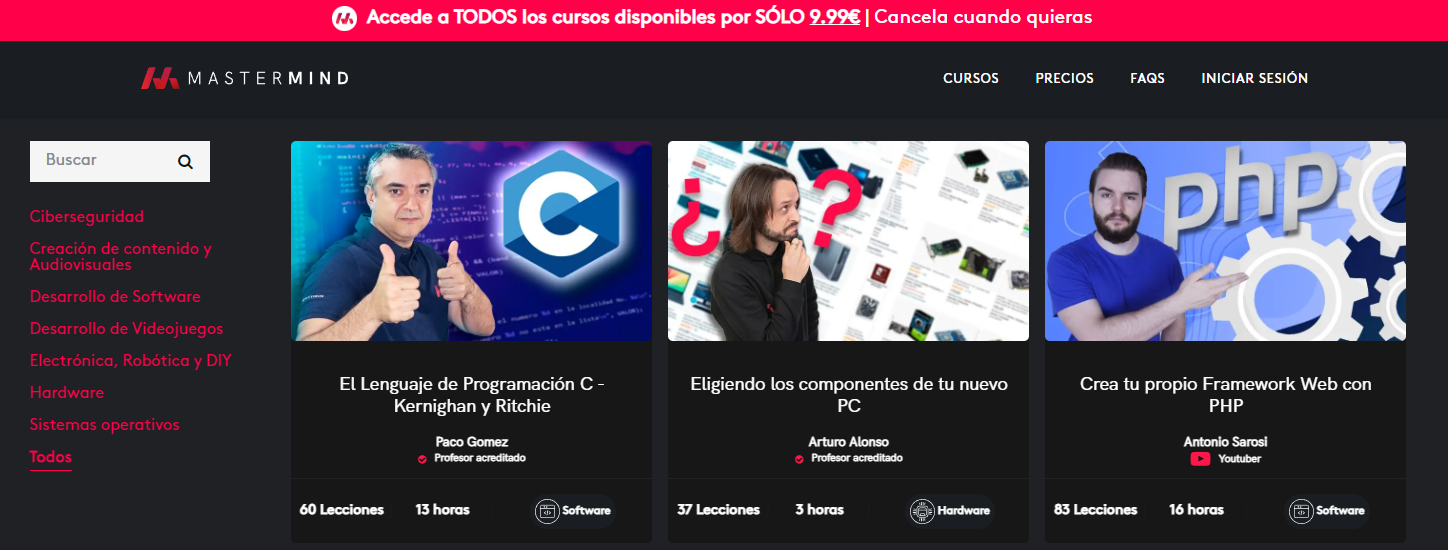 Accede a TODOS los cursos disponibles por SÓLO 9.99€ | Cancela cuando quieras
MASTERMIND
CURSOS
PRECIOS
FAQS
INICIAR SESIÓN
Buscar
Ciberseguridad
Creación de contenido y
Audiovisuales
Desarrollo de Software
Desarrollo de Videojuegos
Electrónica, Robótica y DIY
Hardware
Sistemas operativos
Todos
C
El Lenguaje de Programación C -
Kernighan y Ritchie
Paco Gomez
Profesor acreditado
60 Lecciones
13 horas
Software
¿?
Eligiendo los componentes de tu nuevo
PC
Arturo Alonso
Profesor acreditado
37 Lecciones
3 horas
Hardware
php
Crea tu propio Framework Web con
PHP
Antonio Sarosi
Youtuber
83 Lecciones
16 horas
Software